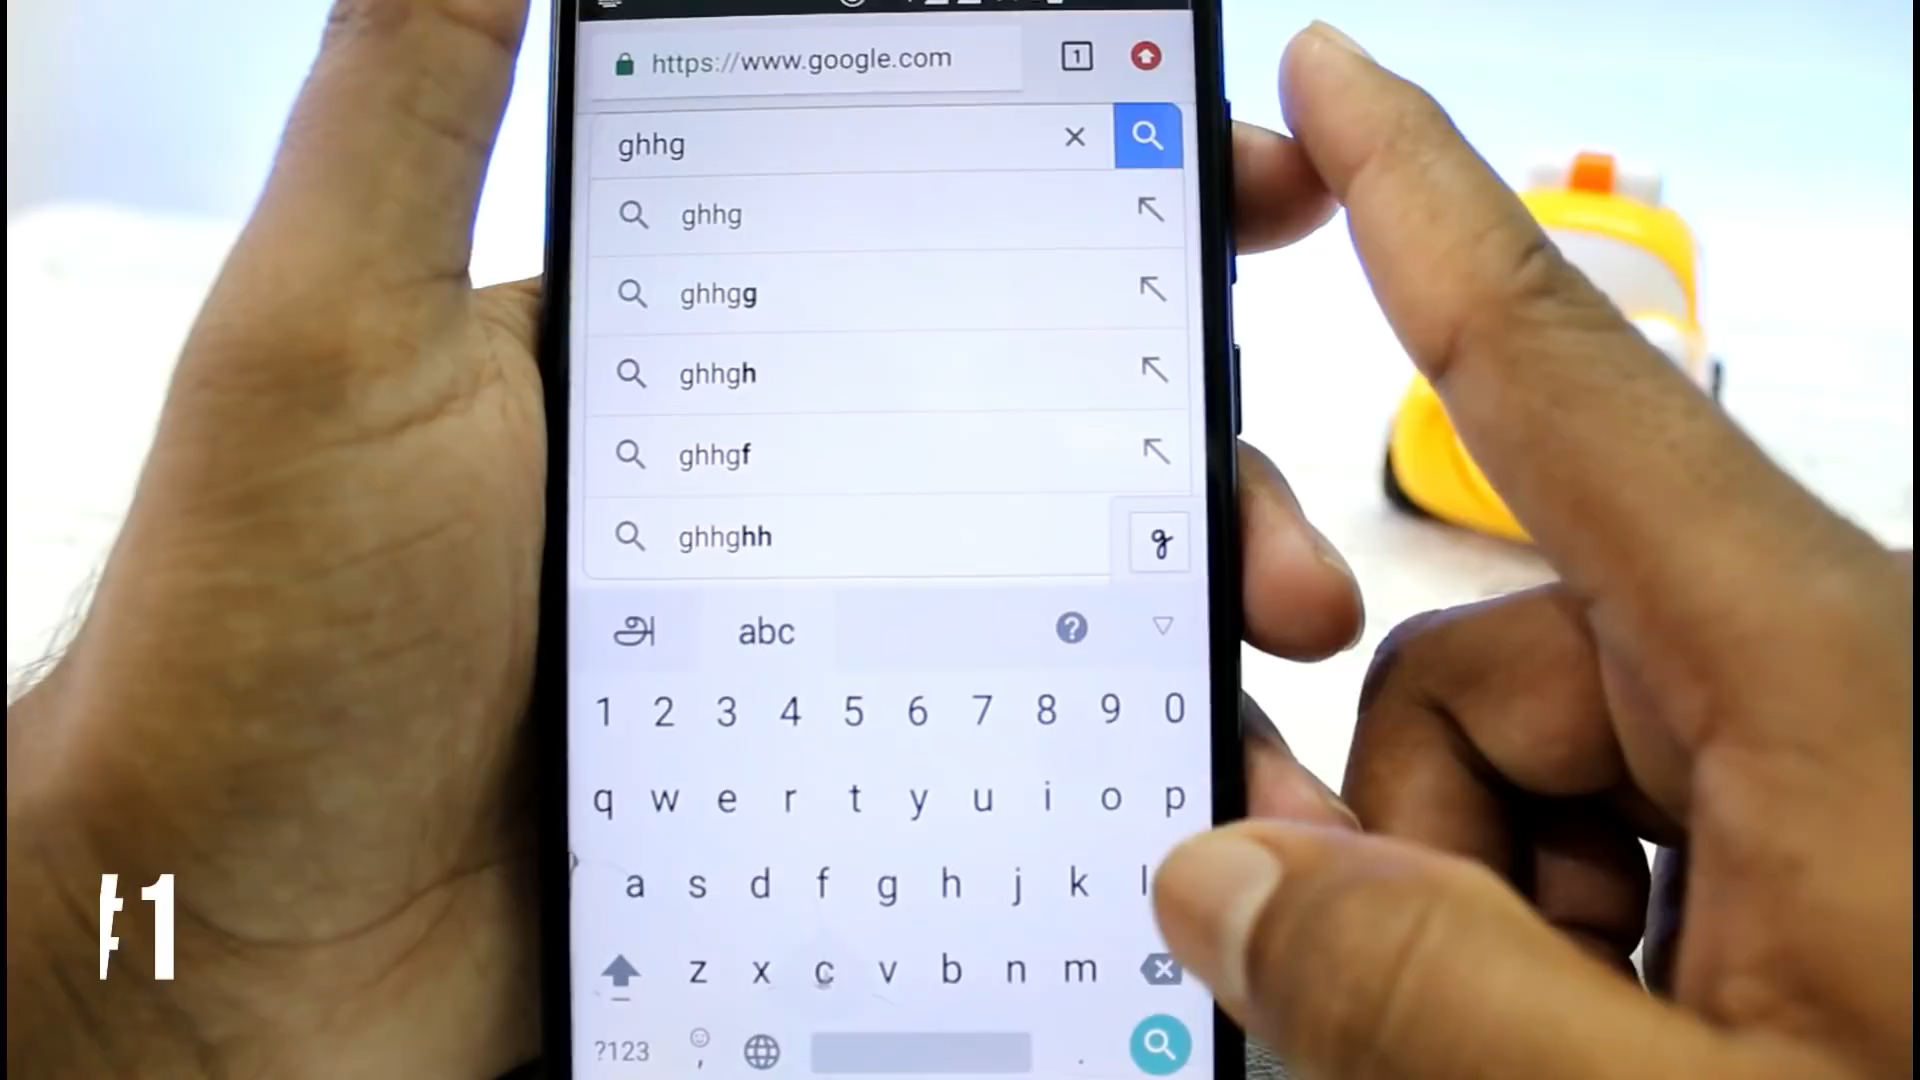 https://www.google.com 1
ghhg
ghhg
ghhgg
ghhgh
ghhgf
ghhghh
g
அ abc ?
1 2 3 4 5 6 7 8 9 0
q w e r t y u i o p
a s d f g h j k l
z x c v b n m
?123 , .
#1